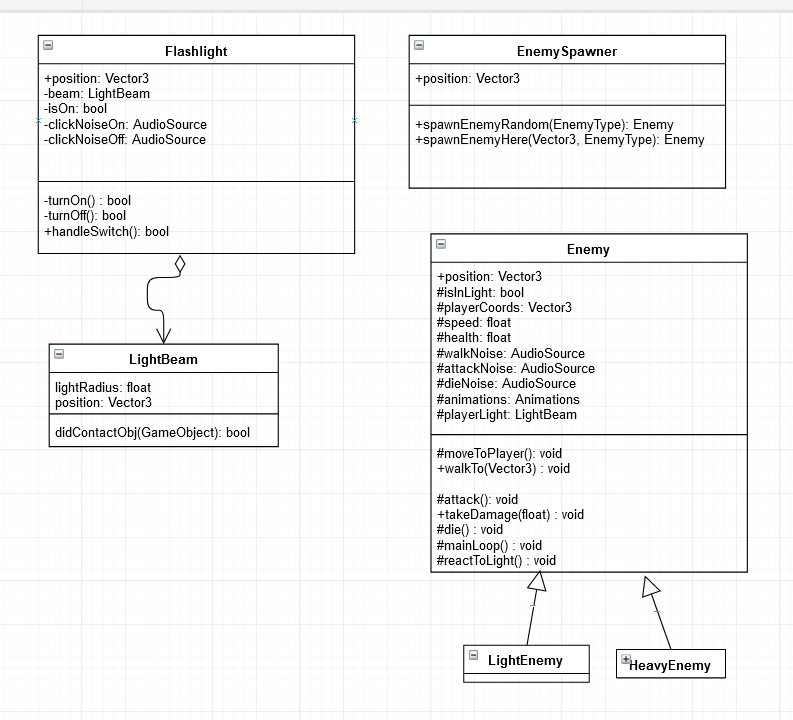 Flashlight
+position: Vector3
-beam: LightBeam
-isOn: bool
-clickNoiseOn: AudioSource
-clickNoiseOff: AudioSource
-turnOn() : bool
-turnOff(): bool
+handleSwitch(): bool
EnemySpawner
+position: Vector3
+spawnEnemyRandom(EnemyType): Enemy
+spawnEnemyHere(Vector3, EnemyType): Enemy
LightBeam
lightRadius: float
position: Vector3
didContactObj(GameObject): bool
Enemy
+position: Vector3
#isInLight: bool
#playerCoords: Vector3
#speed: float
#health: float
#walkNoise: AudioSource
#attackNoise: AudioSource
#dieNoise: AudioSource
#animations: Animations
#playerLight: LightBeam
#moveToPlayer(): void
+walkTo(Vector3) : void
#attack(): void
+takeDamage(float) : void
#die() : void
#mainLoop() : void
#reactToLight() : void
LightEnemy
HeavyEnemy